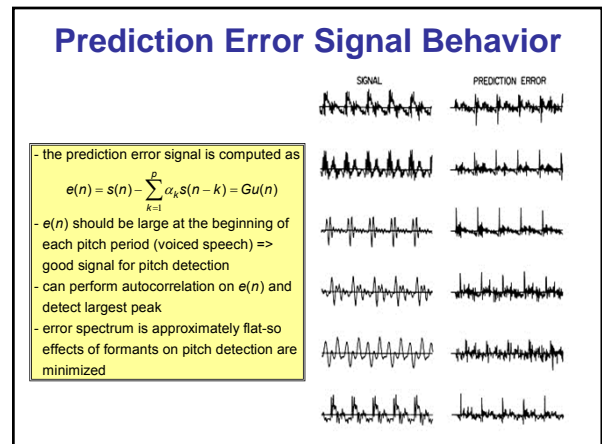 Prediction Error Signal Behavior
- the prediction error signal is computed as
e(n) = s(n) − ∑_{k=1}^{p} α_k s(n − k) = Gu(n)
- e(n) should be large at the beginning of
each pitch period (voiced speech) =>
good signal for pitch detection
- can perform autocorrelation on e(n) and
detect largest peak
- error spectrum is approximately flat-so
effects of formants on pitch detection are
minimized
SIGNAL
PREDICTION ERROR